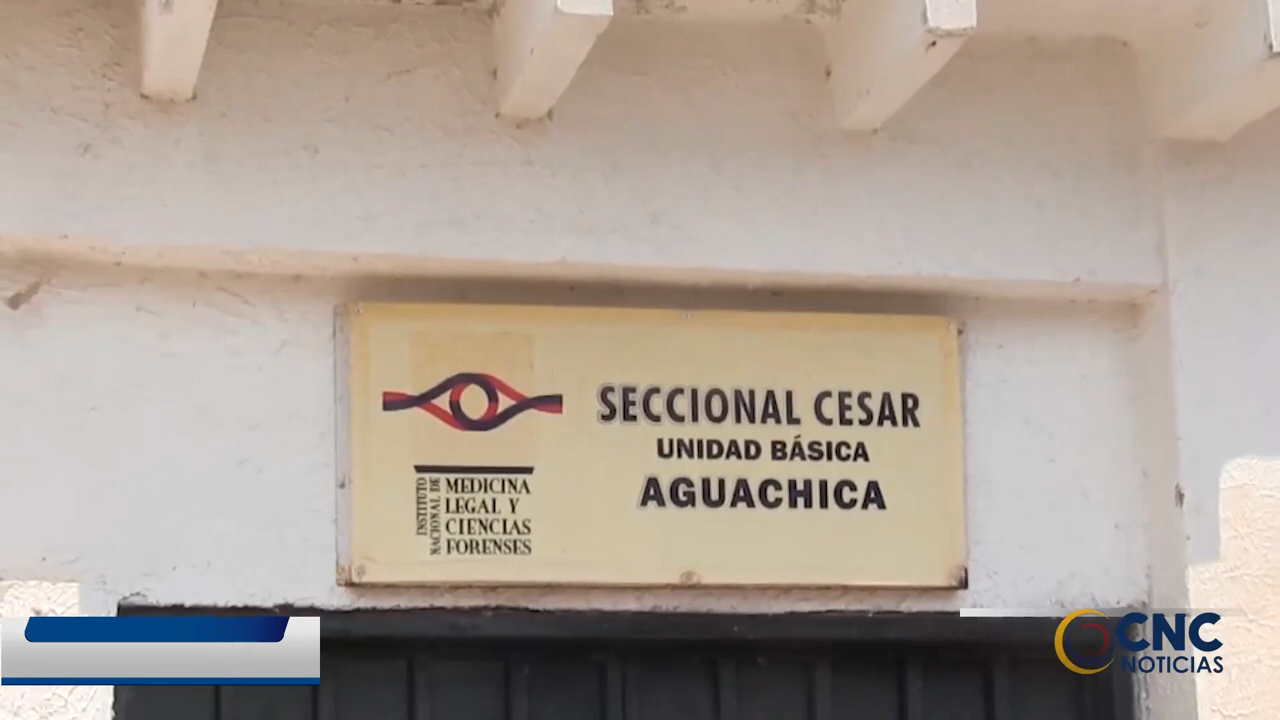 SECCIONAL CESAR
UNIDAD BÁSICA
AGUACHICA
INSTITUTO
NACIONAL DE
MEDICINA
LEGAL Y
CIENCIAS
FORENSES
CNC
NOTICIAS